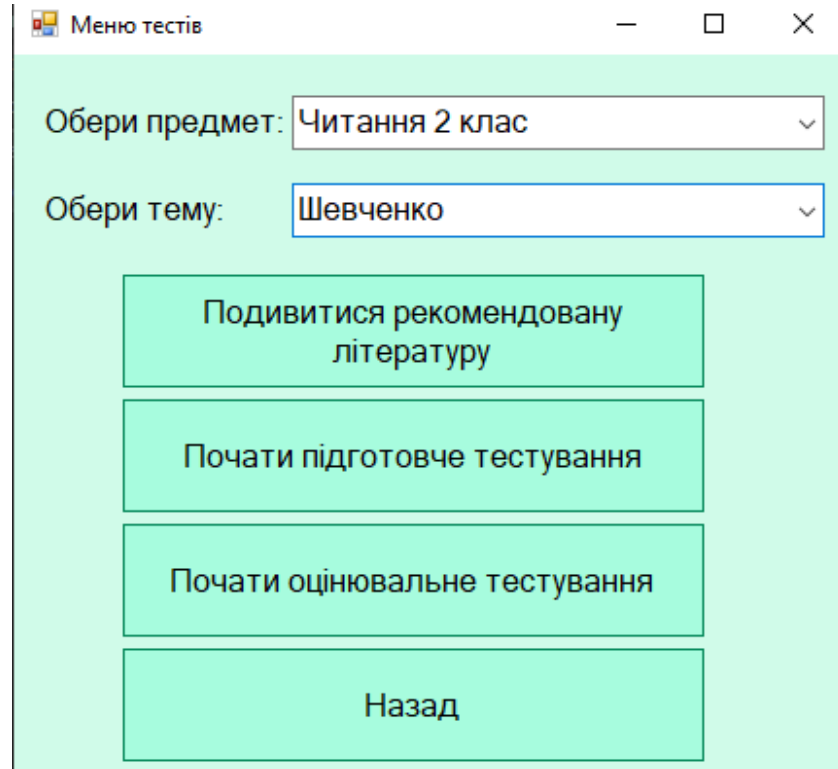 Меню тестів
Обери предмет: Читання 2 клас
Обери тему: Шевченко
Подивитися рекомендовану
літературу
Почати підготовче тестування
Почати оцінювальне тестування
Назад